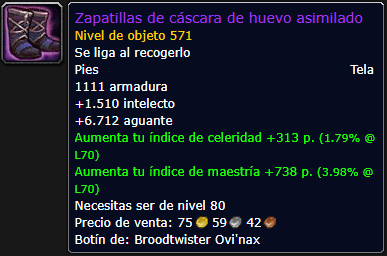 Zapatillas de cáscara de huevo asimilado
Nivel de objeto 571
Se liga al recogerlo
Pies Tela
1111 armadura
+1.510 intelecto
+6.712 aguante
Aumenta tu índice de celeridad +313 p. (1.79% @
L70)
Aumenta tu índice de maestría +738 p. (3.98% @
L70)
Necesitas ser de nivel 80
Precio de venta: 75 59 42
Botín de: Broodtwister Ovi'nax